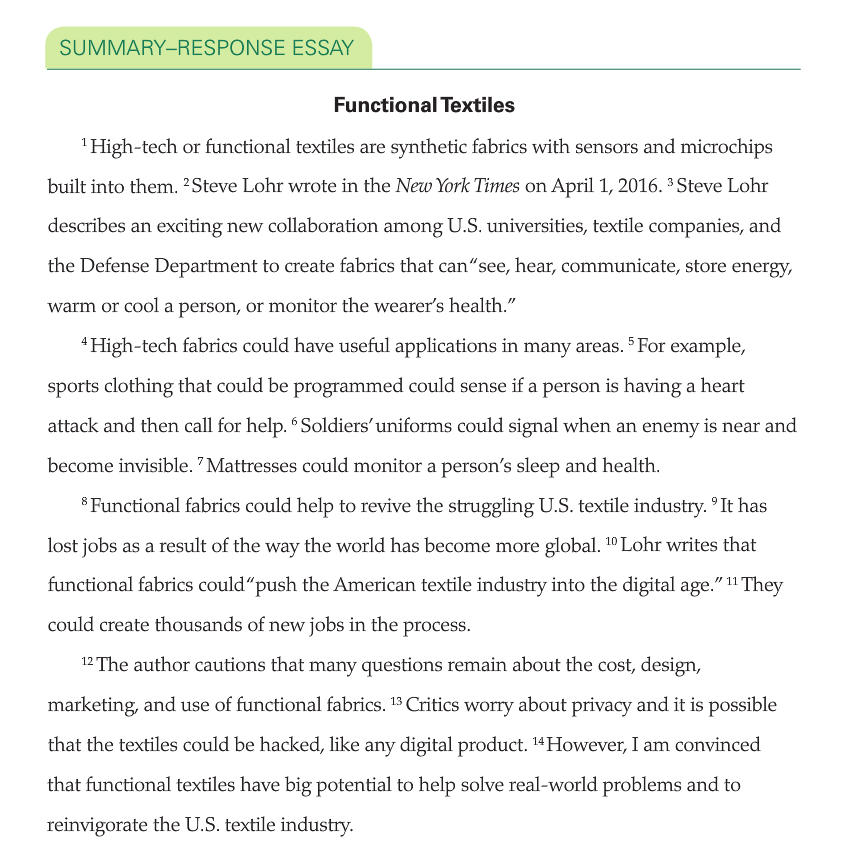 SUMMARY–RESPONSE ESSAY
Functional Textiles
¹ High-tech or functional textiles are synthetic fabrics with sensors and microchips
built into them. ² Steve Lohr wrote in the New York Times on April 1, 2016. ³ Steve Lohr
describes an exciting new collaboration among U.S. universities, textile companies, and
the Defense Department to create fabrics that can “see, hear, communicate, store energy,
warm or cool a person, or monitor the wearer’s health.”
⁴ High-tech fabrics could have useful applications in many areas. ⁵ For example,
sports clothing that could be programmed could sense if a person is having a heart
attack and then call for help. ⁶ Soldiers’ uniforms could signal when an enemy is near and
become invisible. ⁷ Mattresses could monitor a person’s sleep and health.
⁸ Functional fabrics could help to revive the struggling U.S. textile industry. ⁹ It has
lost jobs as a result of the way the world has become more global. ¹⁰ Lohr writes that
functional fabrics could “push the American textile industry into the digital age.” ¹¹ They
could create thousands of new jobs in the process.
¹² The author cautions that many questions remain about the cost, design,
marketing, and use of functional fabrics. ¹³ Critics worry about privacy and it is possible
that the textiles could be hacked, like any digital product. ¹⁴ However, I am convinced
that functional textiles have big potential to help solve real-world problems and to
reinvigorate the U.S. textile industry.